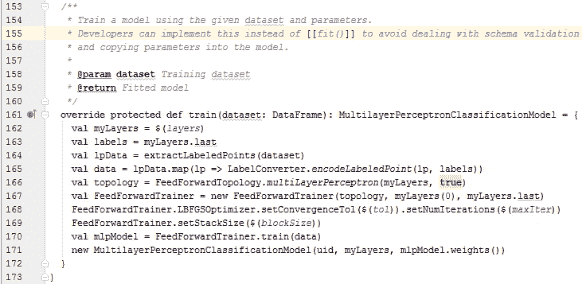 153 /**
154 * Train a model using the given dataset and parameters.
155 * Developers can implement this instead of [[fit()]] to avoid dealing with schema validation
156 * and copying parameters into the model.
157 *
158 * @param dataset Training dataset
159 * @return Fitted model
160 */
161 override protected def train(dataset: DataFrame): MultilayerPerceptronClassificationModel = {
162 val myLayers = $(layers)
163 val labels = myLayers.last
164 val lpData = extractLabeledPoints(dataset)
165 val data = lpData.map(lp => LabelConverter.encodeLabeledPoint(lp, labels))
166 val topology = FeedForwardTopology.multiLayerPerceptron(myLayers, true)
167 val FeedForwardTrainer = new FeedForwardTrainer(topology, myLayers(0), myLayers.last)
168 FeedForwardTrainer.LBFGSOptimizer.setConvergenceTol($(tol)).setNumIterations($(maxIter))
169 FeedForwardTrainer.setStackSize($(blockSize))
170 val mlpModel = FeedForwardTrainer.train(data)
171 new MultilayerPerceptronClassificationModel(uid, myLayers, mlpModel.weights())
172 }
173 }